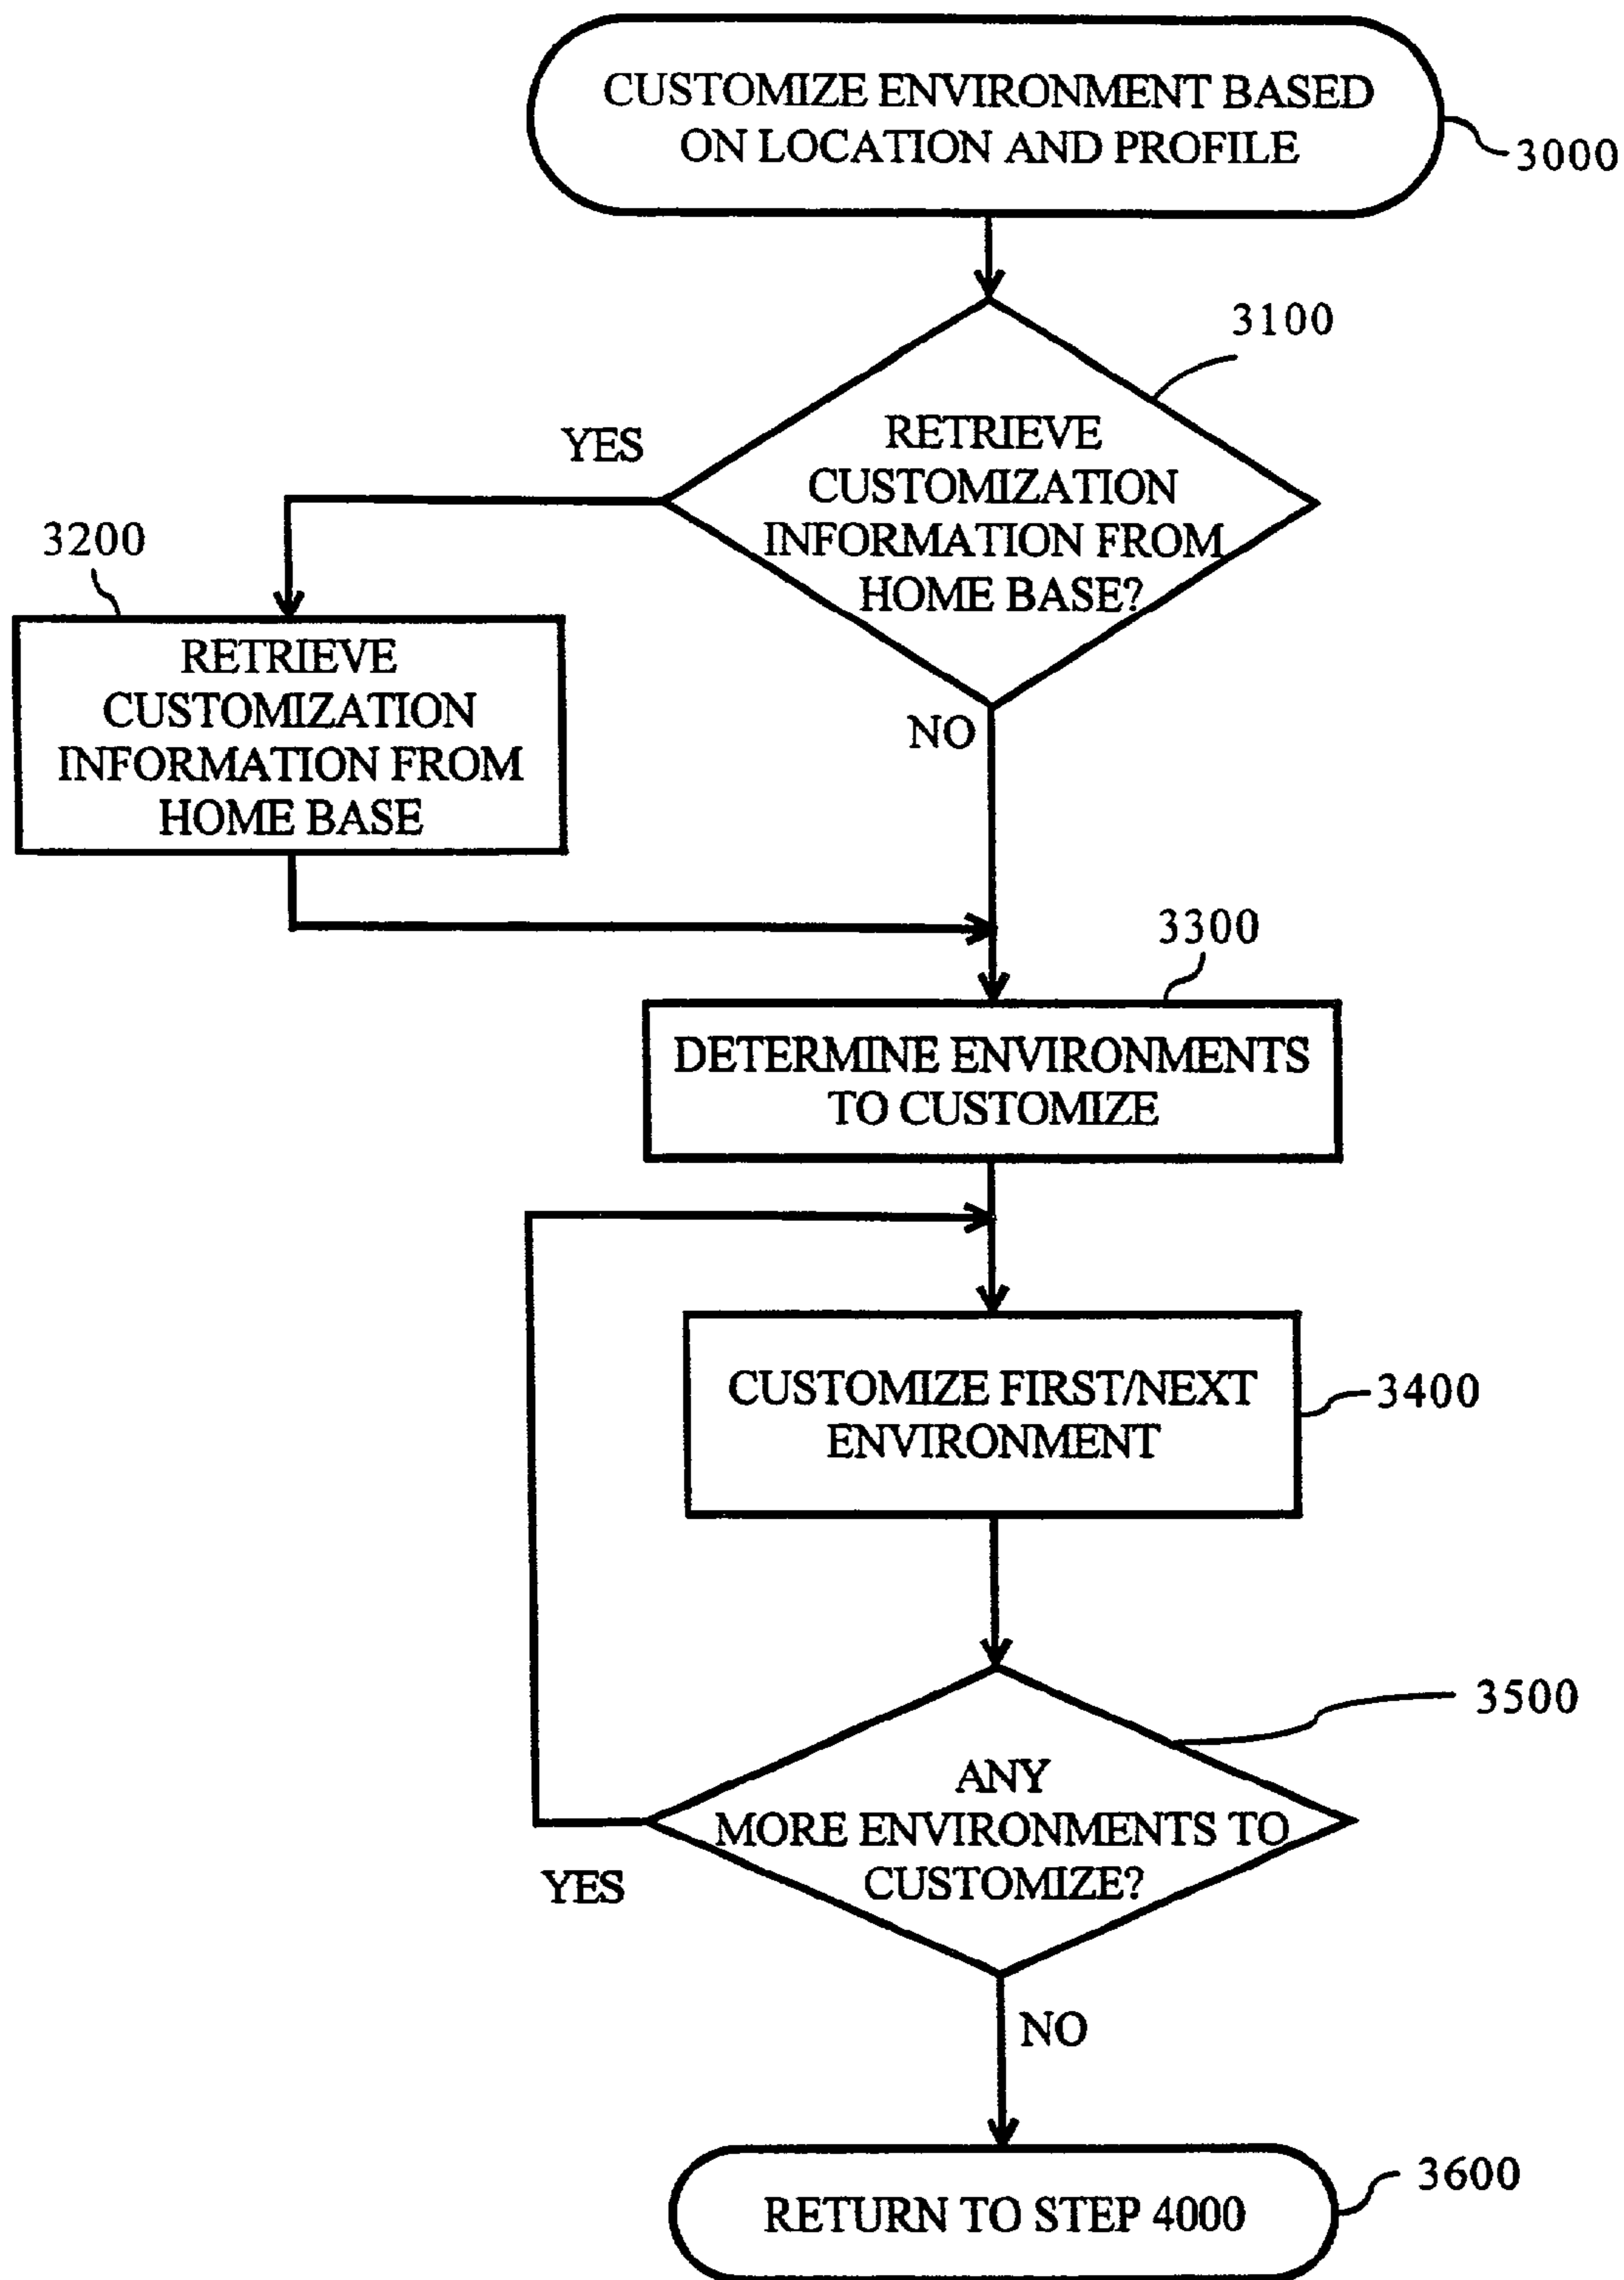 CUSTOMIZE ENVIRONMENT BASED
ON LOCATION AND PROFILE
3000
3100
RETRIEVE
CUSTOMIZATION
INFORMATION FROM
HOME BASE?
YES
3200
RETRIEVE
CUSTOMIZATION
INFORMATION FROM
HOME BASE
NO
3300
DETERMINE ENVIRONMENTS
TO CUSTOMIZE
CUSTOMIZE FIRST/NEXT
ENVIRONMENT
3400
3500
ANY
MORE ENVIRONMENTS TO
CUSTOMIZE?
YES
NO
RETURN TO STEP 4000
3600